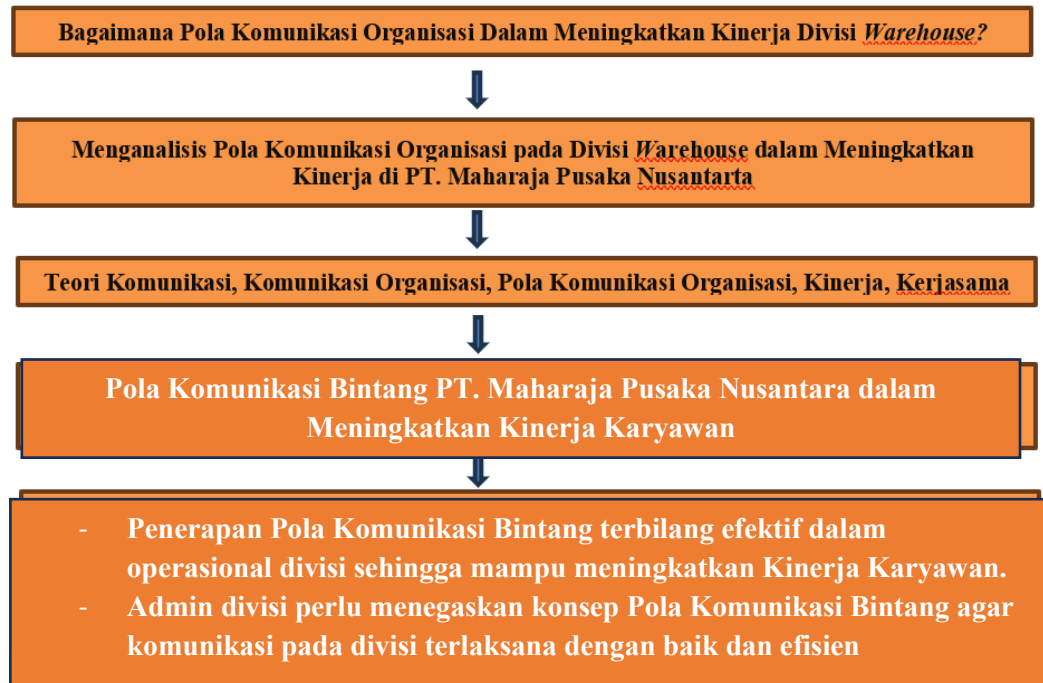 Bagaimana Pola Komunikasi Organisasi Dalam Meningkatkan Kinerja Divisi Warehouse?
Menganalisis Pola Komunikasi Organisasi pada Divisi Warehouse dalam Meningkatkan
Kinerja di PT. Maharaja Pusaka Nusantarta
Teori Komunikasi, Komunikasi Organisasi, Pola Komunikasi Organisasi, Kinerja, Kerjasama
Pola Komunikasi Bintang PT. Maharaja Pusaka Nusantara dalam
Meningkatkan Kinerja Karyawan
- Penerapan Pola Komunikasi Bintang terbilang efektif dalam
operasional divisi sehingga mampu meningkatkan Kinerja Karyawan.
- Admin divisi perlu menegaskan konsep Pola Komunikasi Bintang agar
komunikasi pada divisi terlaksana dengan baik dan efisien